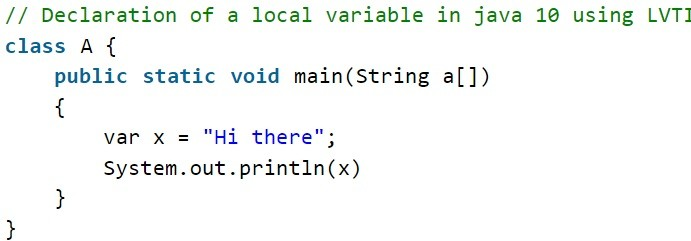 // Declaration of a local variable in java 10 using LVTI
class A {
    public static void main(String a[])
    {
        var x = "Hi there";
        System.out.println(x)
    }
}